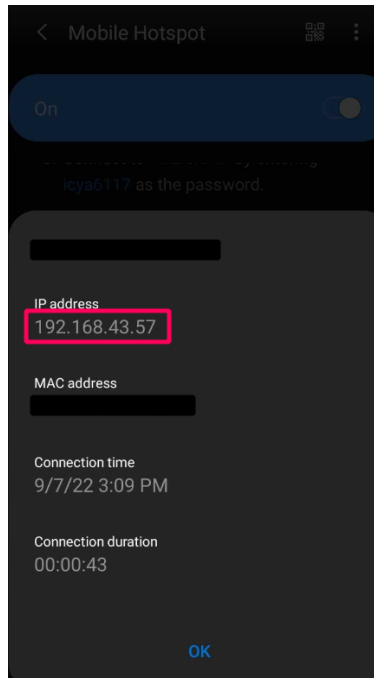 Mobile Hotspot
On
icya6117 as the password.
IP address
192.168.43.57
MAC address
Connection time
9/7/22 3:09 PM
Connection duration
00:00:43
OK